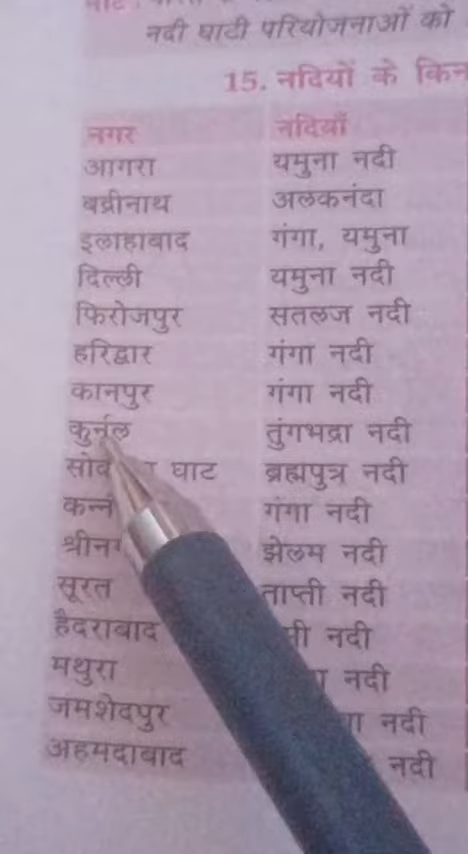 नदी घाटी परियोजनाओं को
15. नदियों के
नगर नदियाँ
आगरा यमुना नदी
बद्रीनाथ अलकनंदा
इलाहाबाद गंगा, यमुना
दिल्ली यमुना नदी
फिरोजपुर सतलज नदी
हरिद्वार गंगा नदी
कानपुर गंगा नदी
कुर्नल तुंगभद्रा नदी
घाट ब्रह्मपुत्र नदी
गंगा नदी
झेलम नदी
सूरत ताप्ती नदी
हैदराबाद नदी
मथुरा नदी
जमशेदपुर नदी
अहमदाबाद नदी